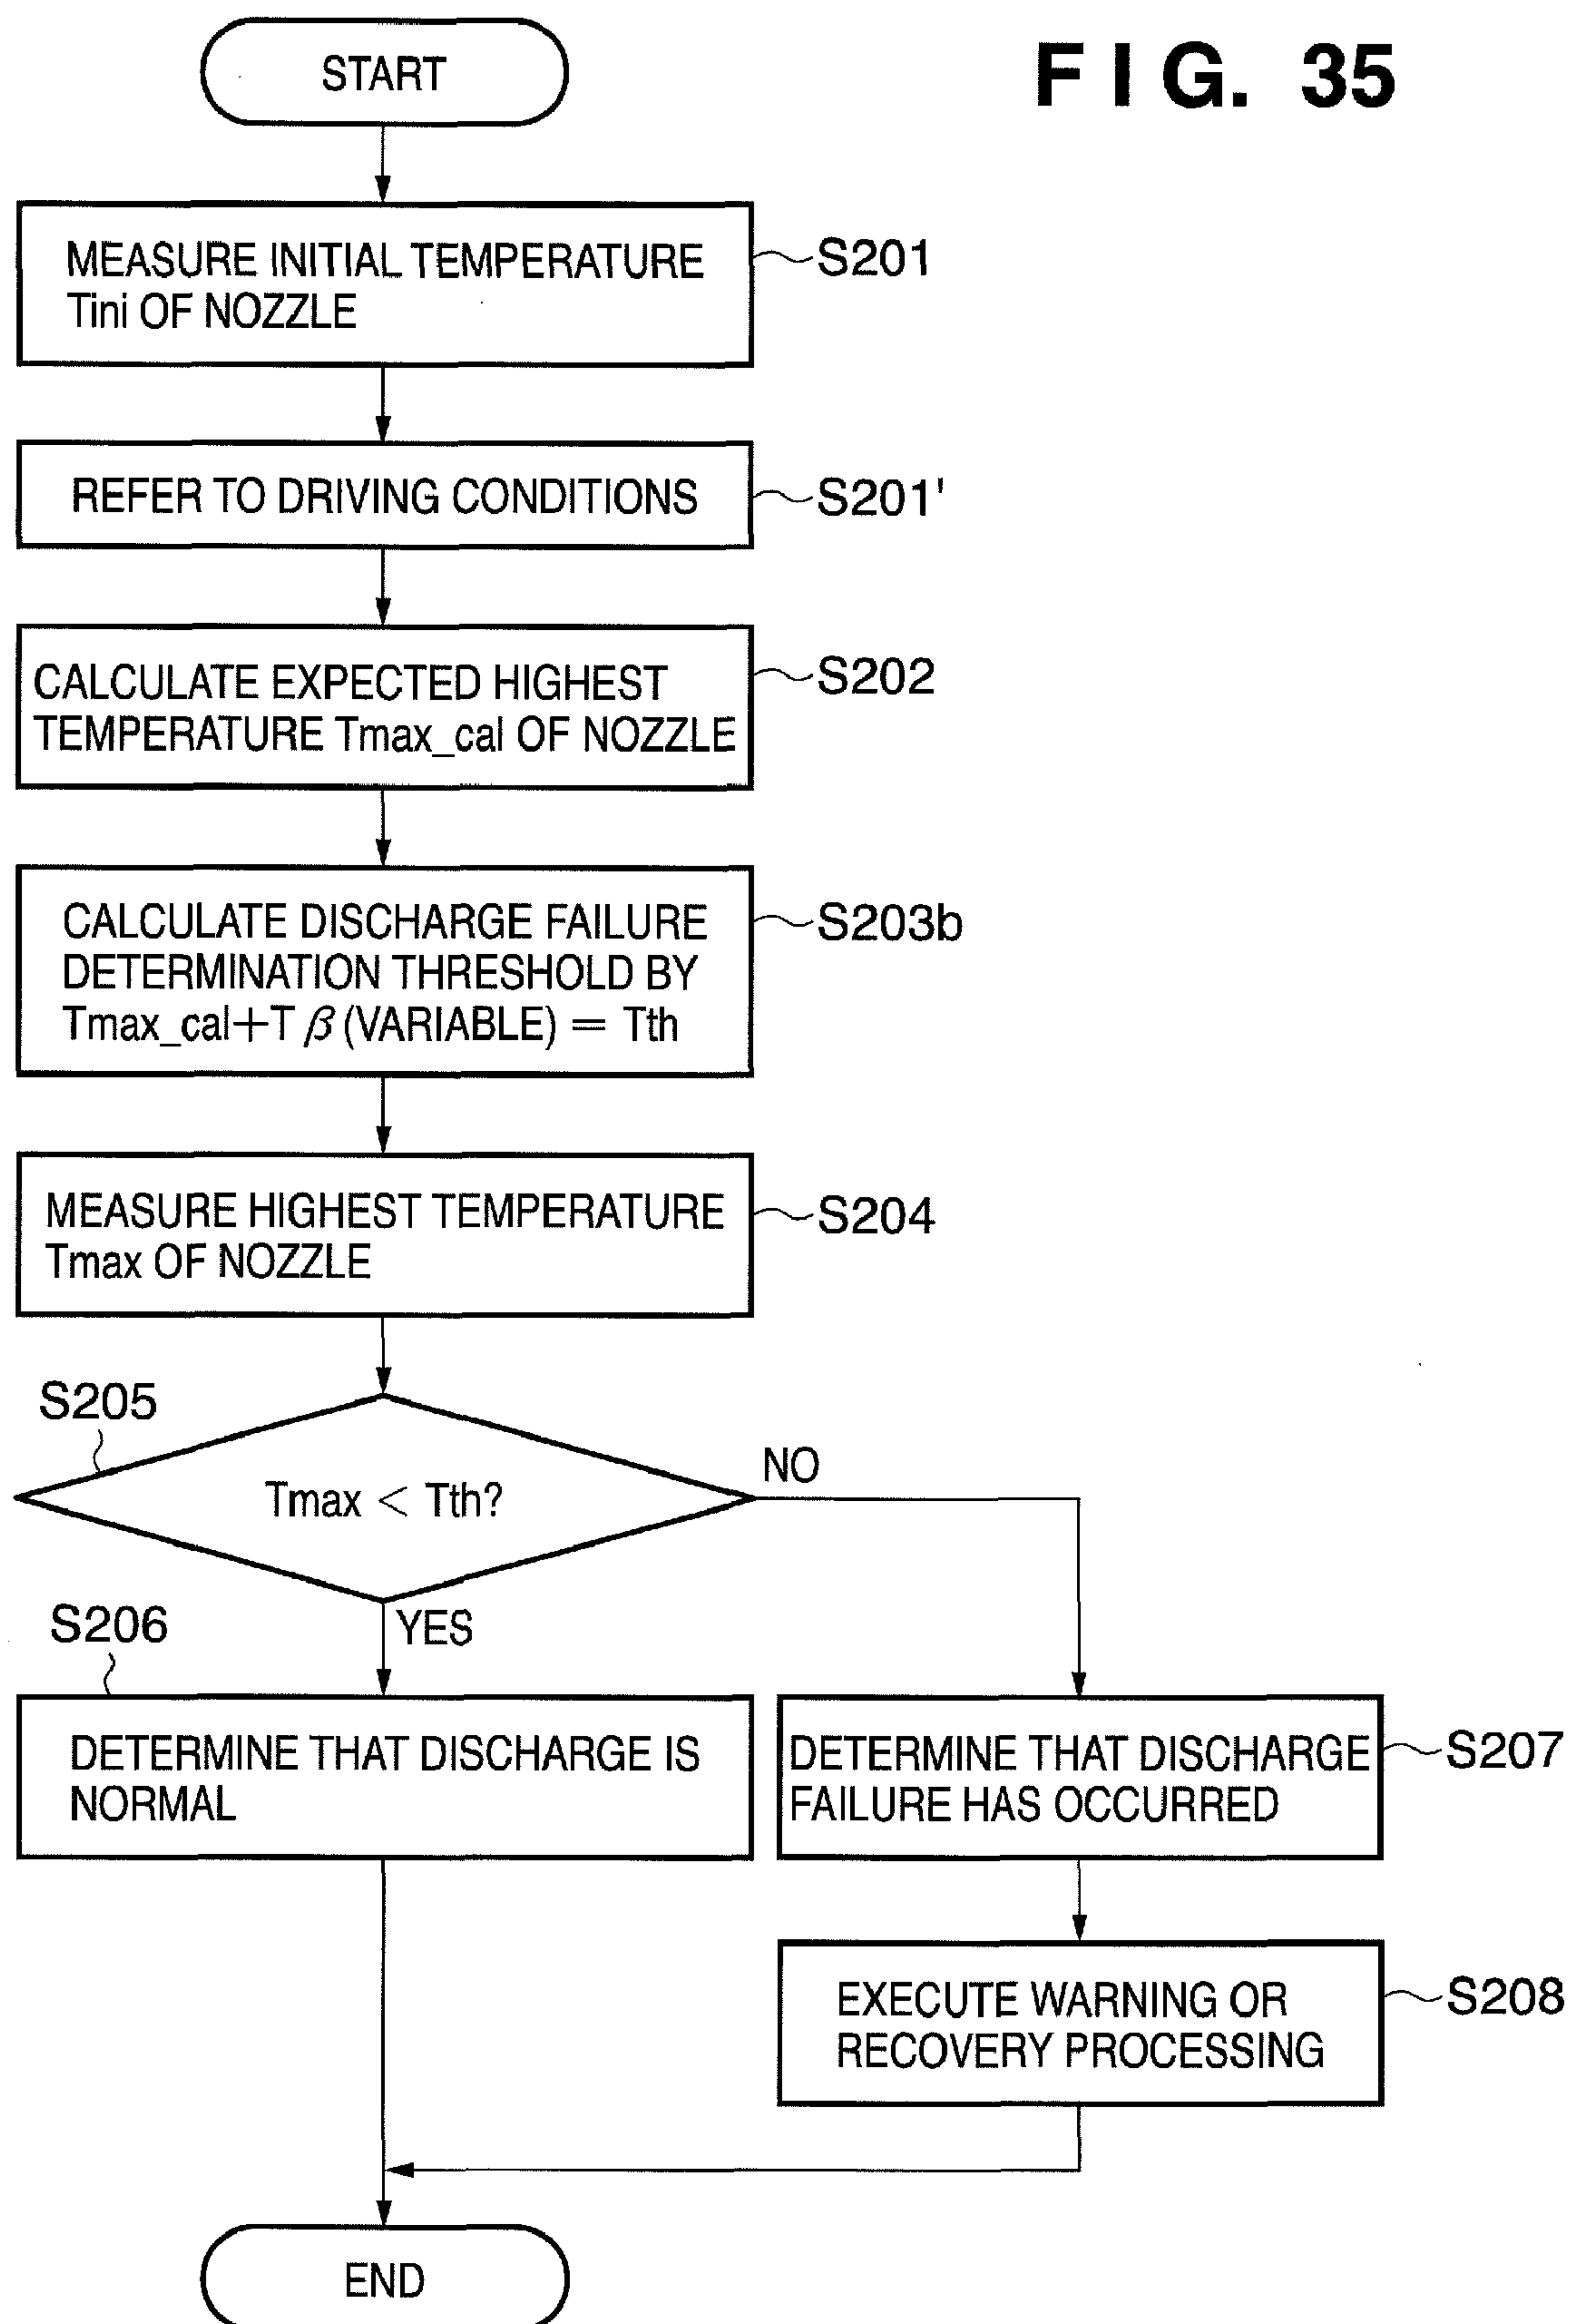 FIG. 35
START
MEASURE INITIAL TEMPERATURE
Tini OF NOZZLE
S201
REFER TO DRIVING CONDITIONS
S201'
CALCULATE EXPECTED HIGHEST
TEMPERATURE Tmax_cal OF NOZZLE
S202
CALCULATE DISCHARGE FAILURE
DETERMINATION THRESHOLD BY
Tmax_cal+Tβ(VARIABLE) = Tth
S203b
MEASURE HIGHEST TEMPERATURE
Tmax OF NOZZLE
S204
S205
Tmax < Tth?
NO
YES
S206
DETERMINE THAT DISCHARGE IS
NORMAL
DETERMINE THAT DISCHARGE
FAILURE HAS OCCURRED
S207
EXECUTE WARNING OR
RECOVERY PROCESSING
S208
END